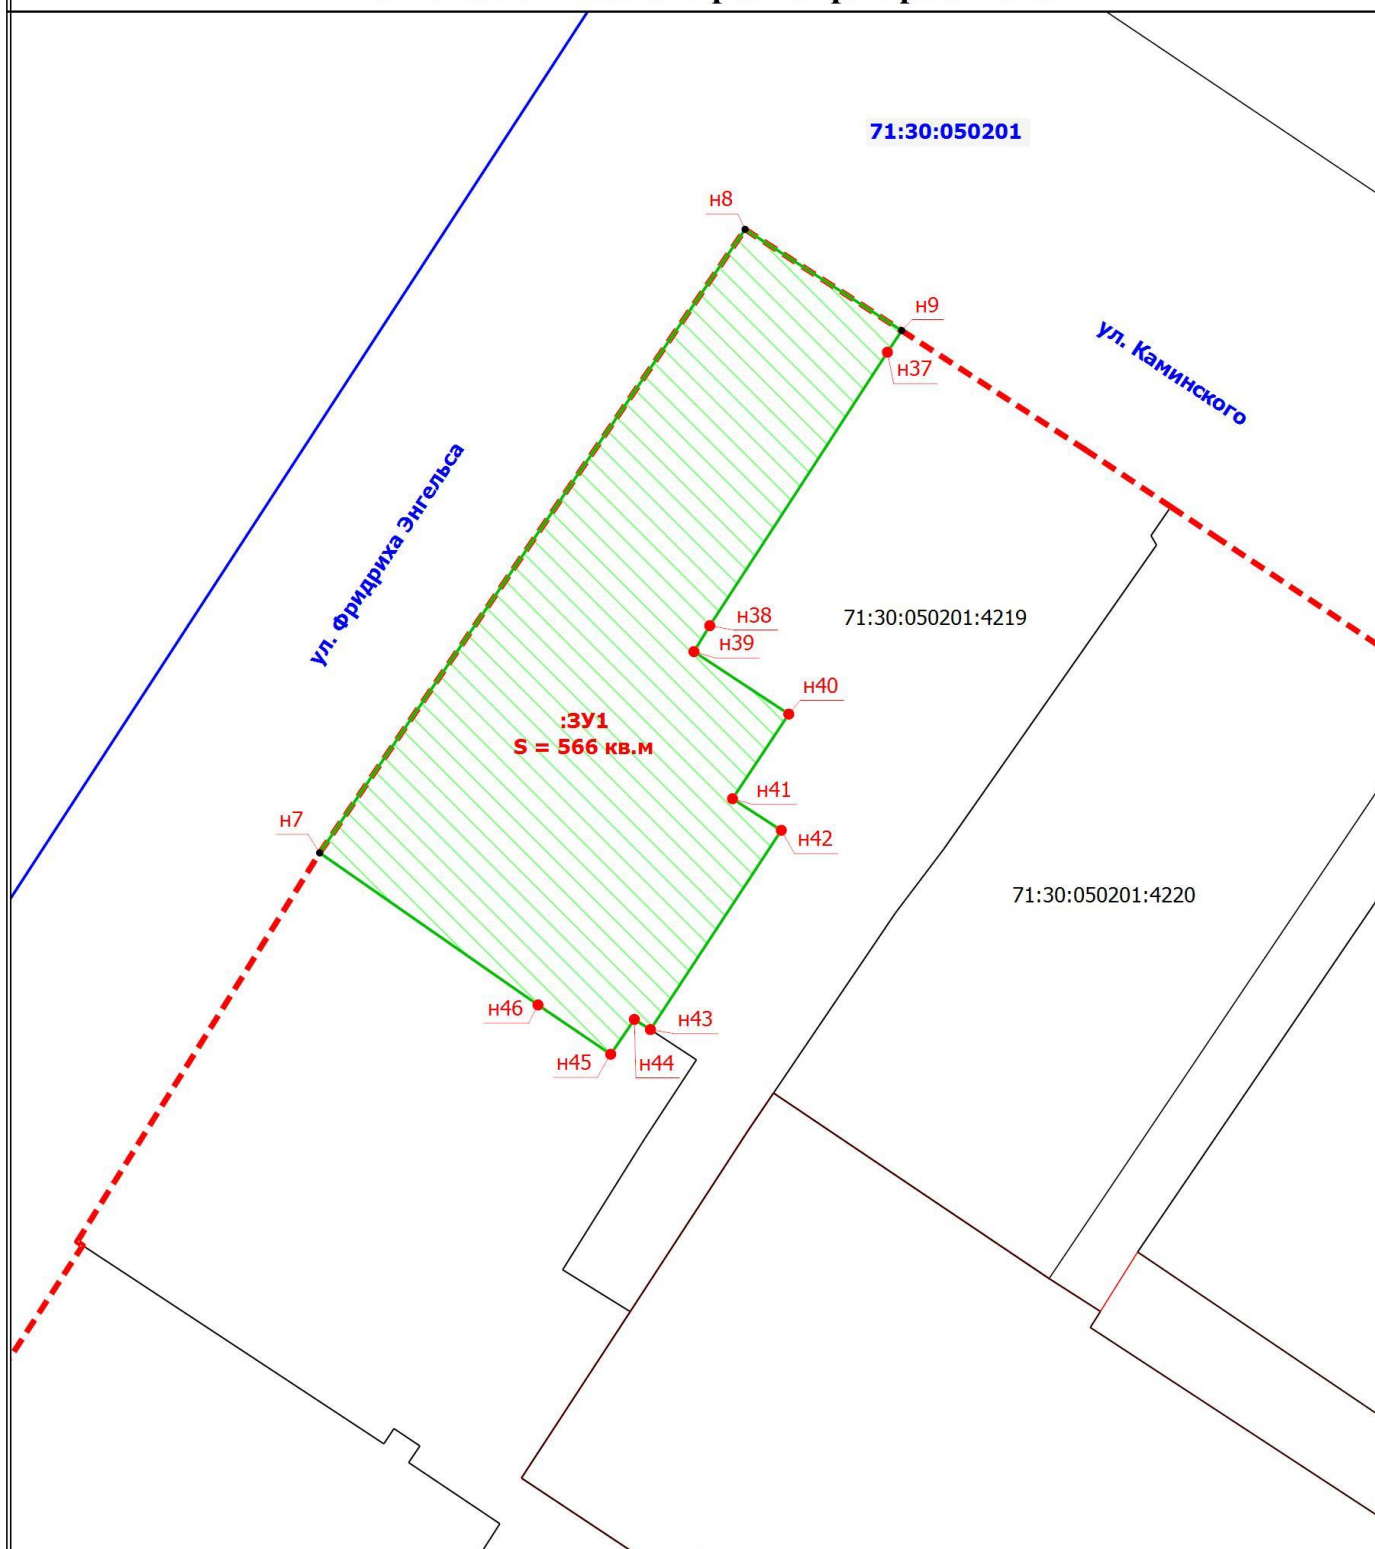 71:30:050201
н8
н9
ул. Каминского
н37
ул. Фридриха Энгельса
н38
71:30:050201:4219
н39
н40
:ЗУ1
S = 566 кв.м
н41
н7
н42
71:30:050201:4220
н46
н43
н45
н44